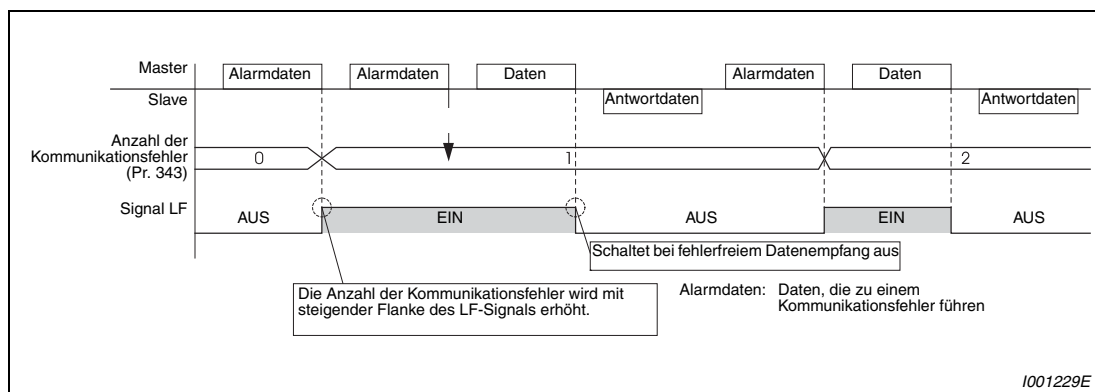 Master
Alarmdaten
Alarmdaten
Daten
Alarmdaten
Daten
Slave
Antwortdaten
Antwortdaten
Anzahl der
Kommunikationsfehler
(Pr. 343)
0
1
2
Signal LF
AUS
EIN
AUS
EIN
AUS
Schaltet bei fehlerfreiem Datenempfang aus
Die Anzahl der Kommunikationsfehler wird mit
steigender Flanke des LF-Signals erhöht.
Alarmdaten: Daten, die zu einem
Kommunikationsfehler führen
I001229E